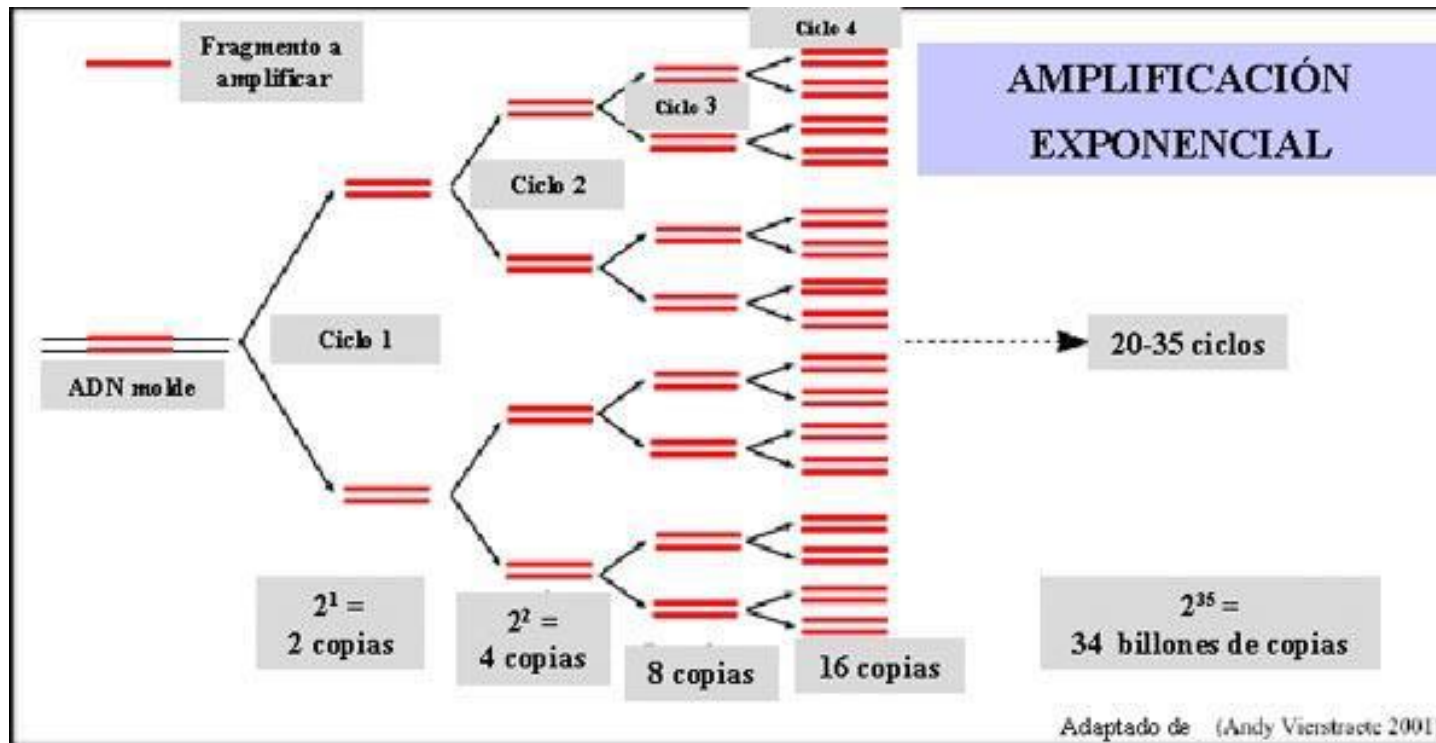 Fragmento a
amplificar
Ciclo 4
AMPLIFICACIÓN
EXPONENCIAL
Ciclo 3
Ciclo 2
Ciclo 1
ADN molde
20-35 ciclos
2¹ =
2 copias
2² =
4 copias
8 copias
16 copias
2³⁵ =
34 billones de copias
Adaptado de (Andy Vierstraete 2001